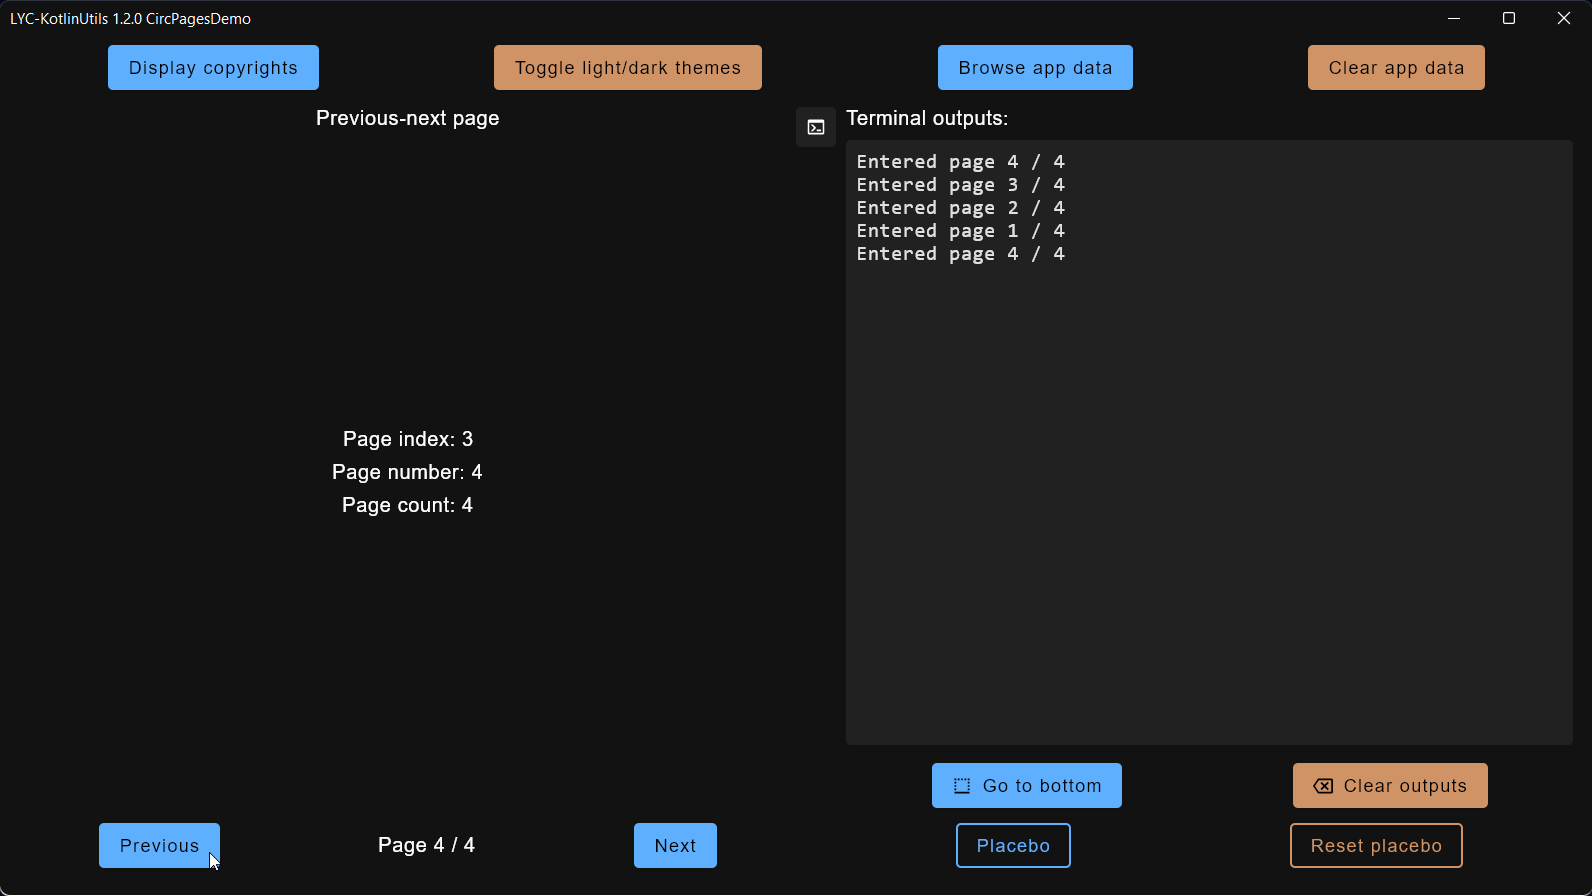 LYC-KotlinUtils 1.2.0 CircPagesDemo
Display copyrights
Toggle light/dark themes
Browse app data
Clear app data
Previous-next page
Terminal outputs:
Entered page 4 / 4
Entered page 3 / 4
Entered page 2 / 4
Entered page 1 / 4
Entered page 4 / 4
Page index: 3
Page number: 4
Page count: 4
Go to bottom
Clear outputs
Previous
Page 4 / 4
Next
Placebo
Reset placebo